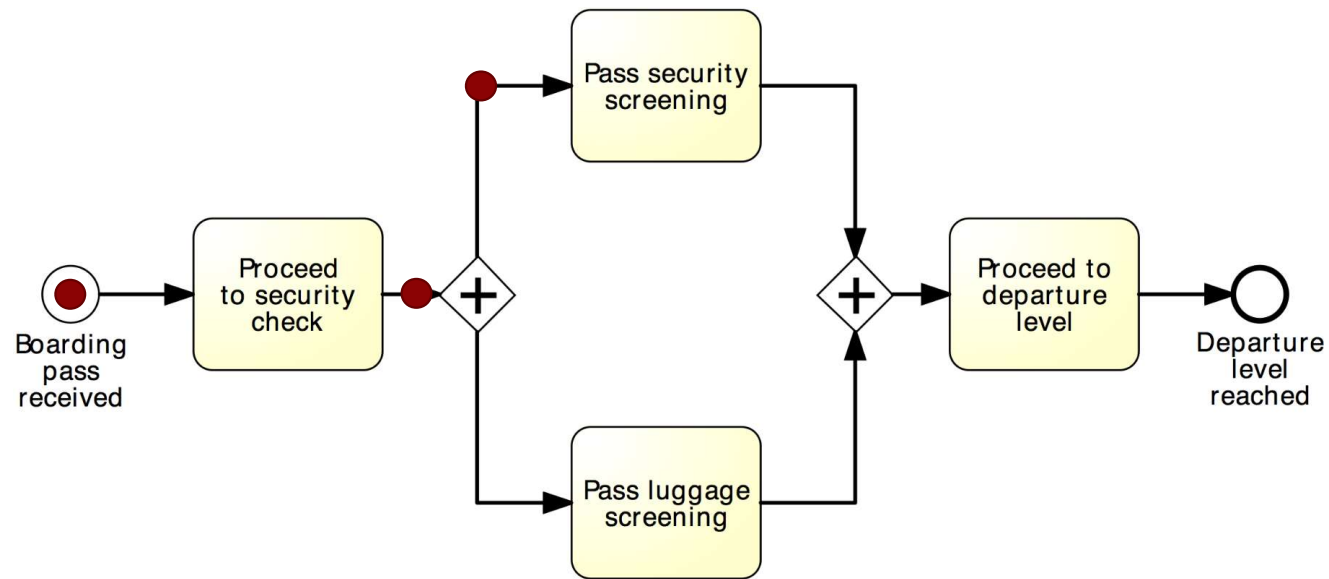 Boarding
pass
received
Proceed
to security
check
Pass security
screening
Pass luggage
screening
Proceed to
departure
level
Departure
level
reached